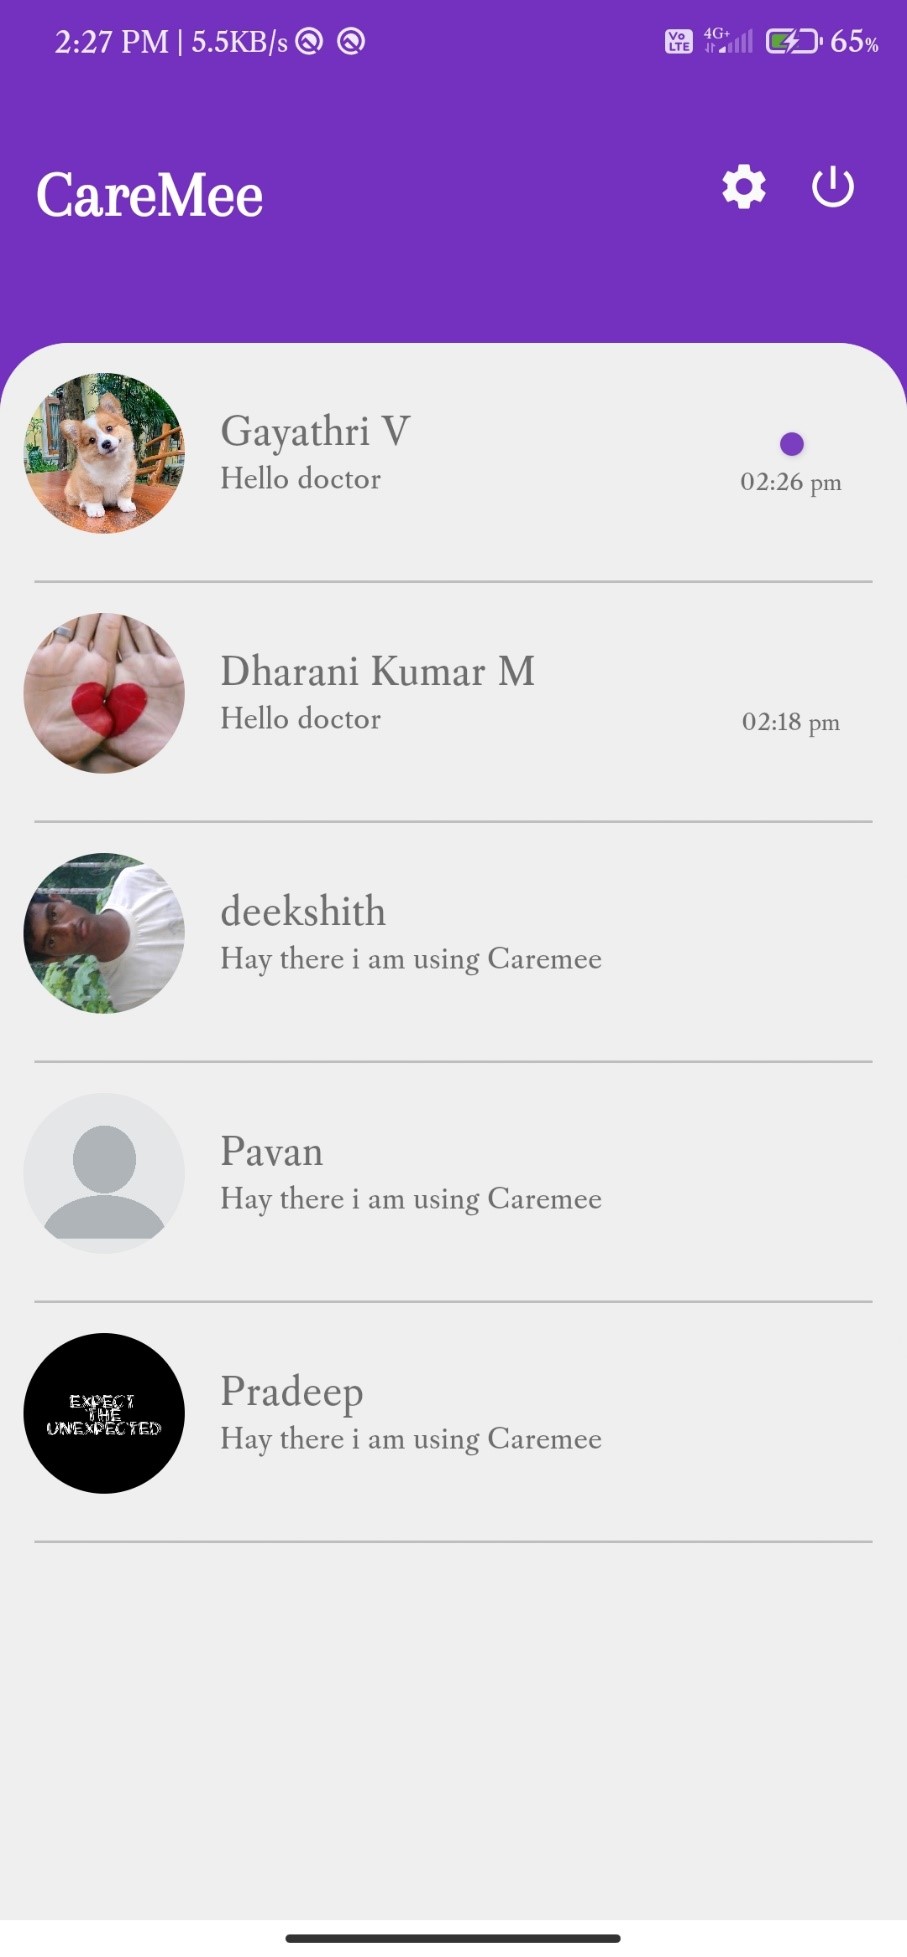 2:27 PM | 5.5KB/s Vo LTE 4G+ 65%
CareMee
Gayathri V
Hello doctor
02:26 pm
Dharani Kumar M
Hello doctor
02:18 pm
deekshith
Hay there i am using Caremee
Pavan
Hay there i am using Caremee
EXPECT
THE
UNEXPECTED
Pradeep
Hay there i am using Caremee